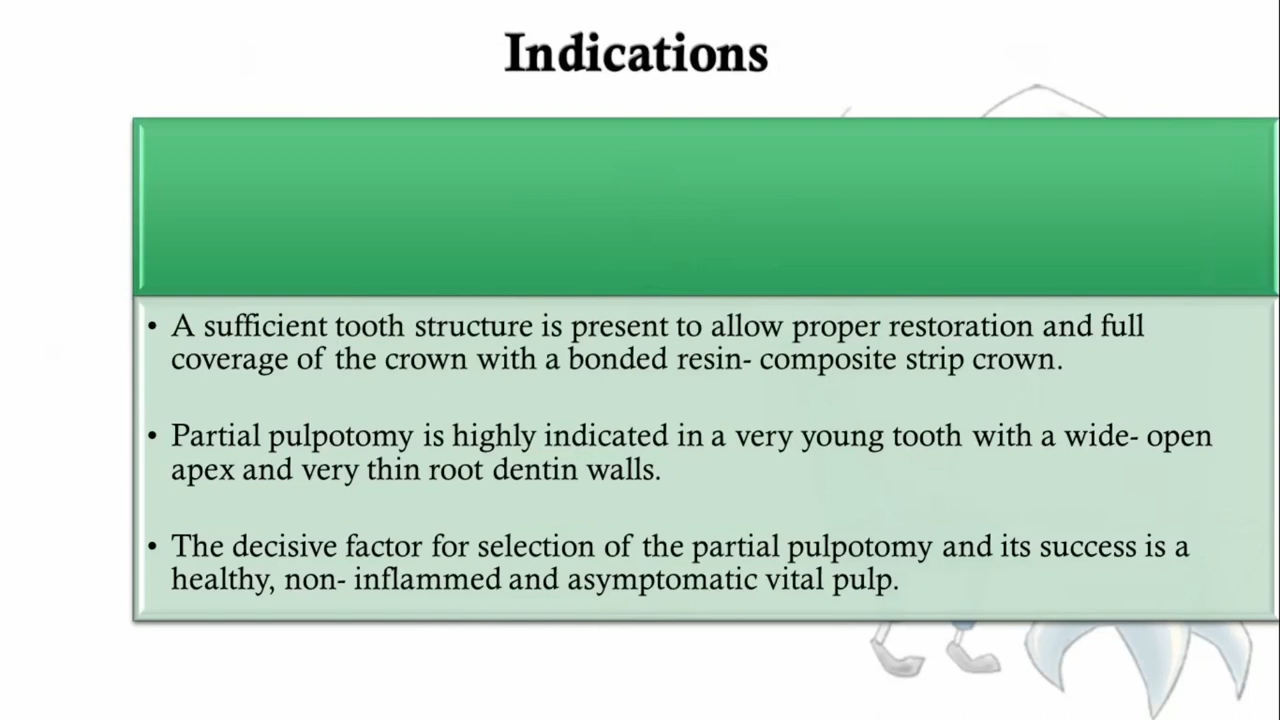 Indications
• A sufficient tooth structure is present to allow proper restoration and full
coverage of the crown with a bonded resin- composite strip crown.
• Partial pulpotomy is highly indicated in a very young tooth with a wide- open
apex and very thin root dentin walls.
• The decisive factor for selection of the partial pulpotomy and its success is a
healthy, non- inflammed and asymptomatic vital pulp.